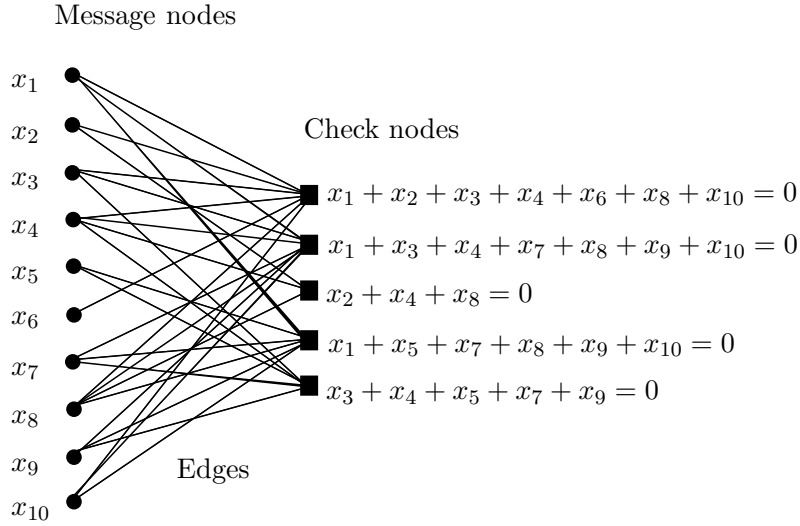 Message nodes
x₁
x₂
x₃
x₄
x₅
x₆
x₇
x₈
x₉
x₁₀
Check nodes
x₁ + x₂ + x₃ + x₄ + x₆ + x₈ + x₁₀ = 0
x₁ + x₃ + x₄ + x₇ + x₈ + x₉ + x₁₀ = 0
x₂ + x₄ + x₈ = 0
x₁ + x₅ + x₇ + x₈ + x₉ + x₁₀ = 0
x₃ + x₄ + x₅ + x₇ + x₉ = 0
Edges